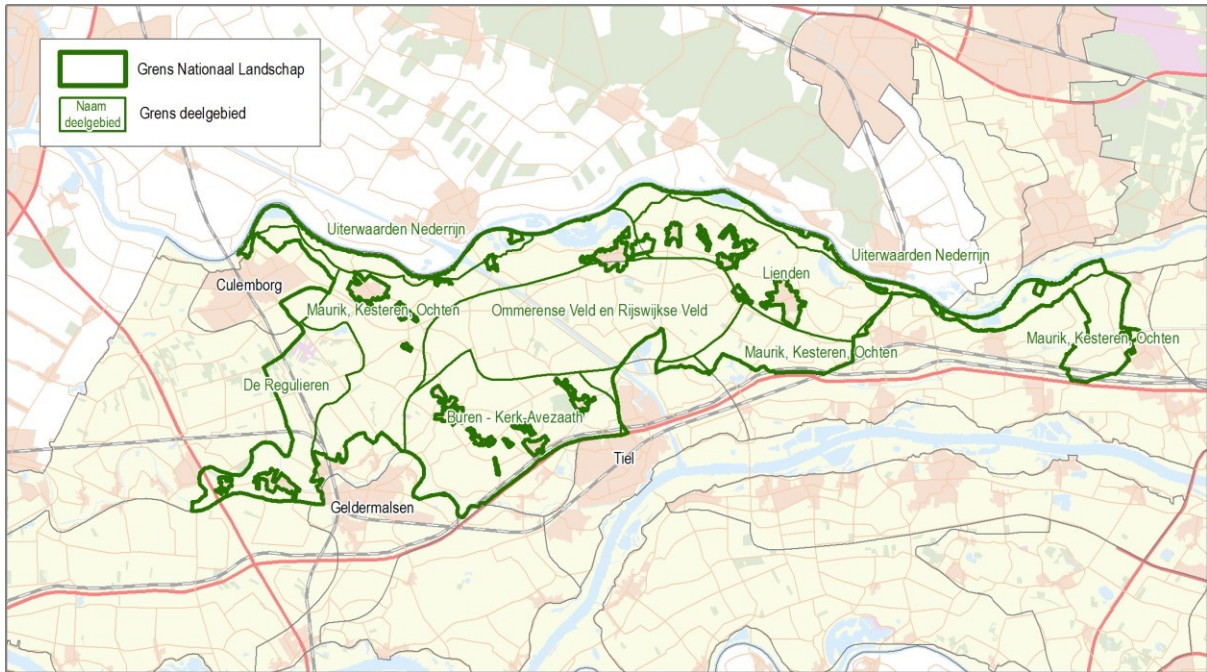 Grens Nationaal Landschap
Naam
deelgebied
Grens deelgebied
Uiterwaarden Nederrijn
Uiterwaarden Nederrijn
Culemborg
Lienden
Maurik, Kesteren, Ochten
Ommerense Veld en Rijswijkse Veld
Maurik, Kesteren, Ochten
Maurik, Kesteren, Ochten
De Regulieren
Buren - Kerk-Avezaath
Tiel
Geldermalsen